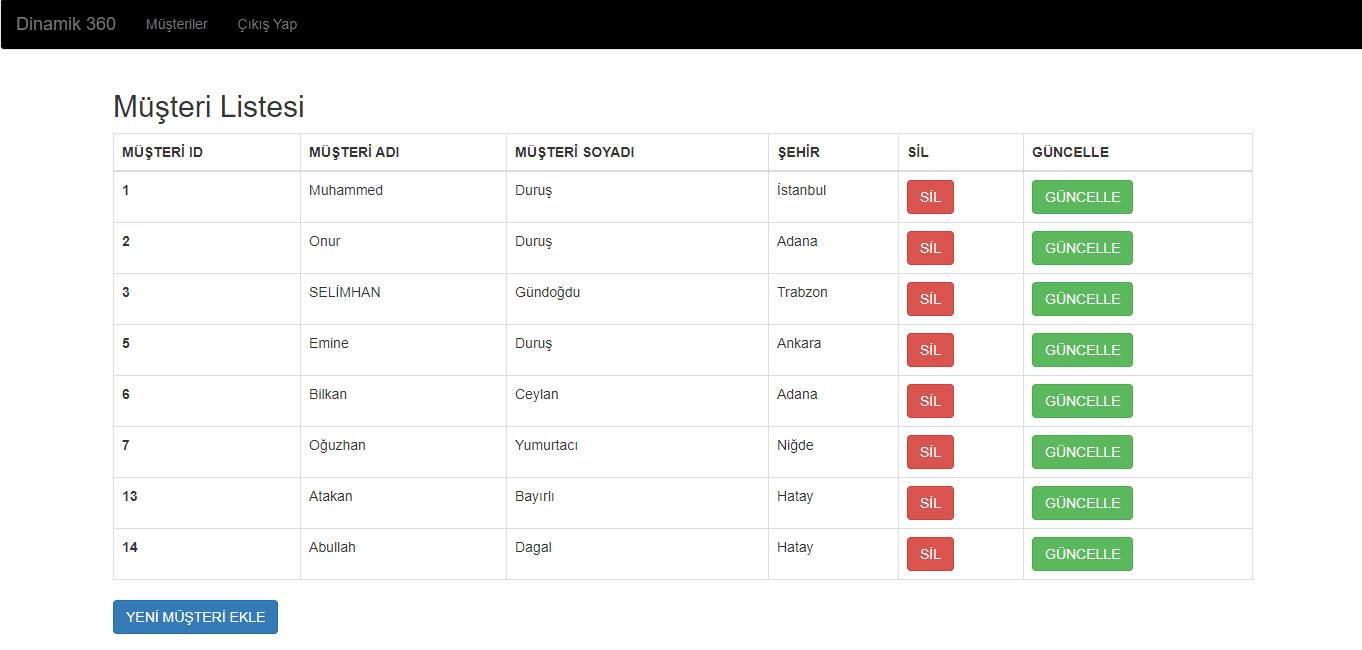 Dinamik 360 Müşteriler Çıkış Yap
Müşteri Listesi
MÜŞTERİ ID MÜŞTERİ ADI MÜŞTERİ SOYADI ŞEHİR SİL GÜNCELLE
1 Muhammed Duruş İstanbul SİL GÜNCELLE
2 Onur Duruş Adana SİL GÜNCELLE
3 SELİMHAN Gündoğdu Trabzon SİL GÜNCELLE
5 Emine Duruş Ankara SİL GÜNCELLE
6 Bilkan Ceylan Adana SİL GÜNCELLE
7 Oğuzhan Yumurtacı Niğde SİL GÜNCELLE
13 Atakan Bayırlı Hatay SİL GÜNCELLE
14 Abullah Dagal Hatay SİL GÜNCELLE
YENİ MÜŞTERİ EKLE